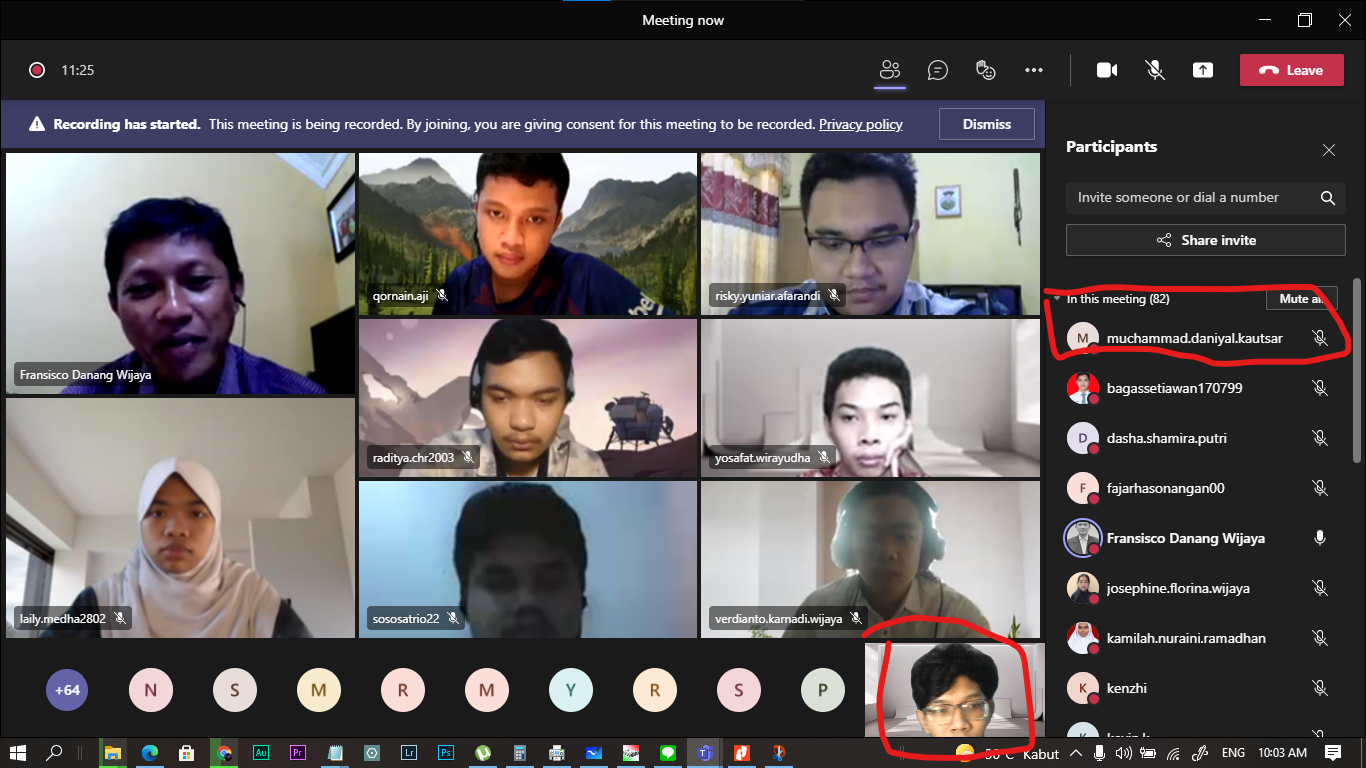 Meeting now
11:25
Leave
Recording has started. This meeting is being recorded. By joining, you are giving consent for this meeting to be recorded. Privacy policy
Dismiss
Fransisco Danang Wijaya
qornain.aji
risky.yuniar.afarandi
raditya.chr2003
yosafat.wirayudha
laily.medha2802
sososatrio22
verdianto.karnadi.wijaya
+64 N S M R M Y R S P
Participants
Invite someone or dial a number
Share invite
In this meeting (82)
Mute all
M muchammad.daniyal.kautsar
bagassetiawan170799
D dasha.shamira.putri
F fajarhasonangan00
Fransisco Danang Wijaya
josephine.florina.wijaya
kamilah.nuraini.ramadhan
K kenzhi
Au Pr Lr Ps
Kabut
ENG
10:03 AM